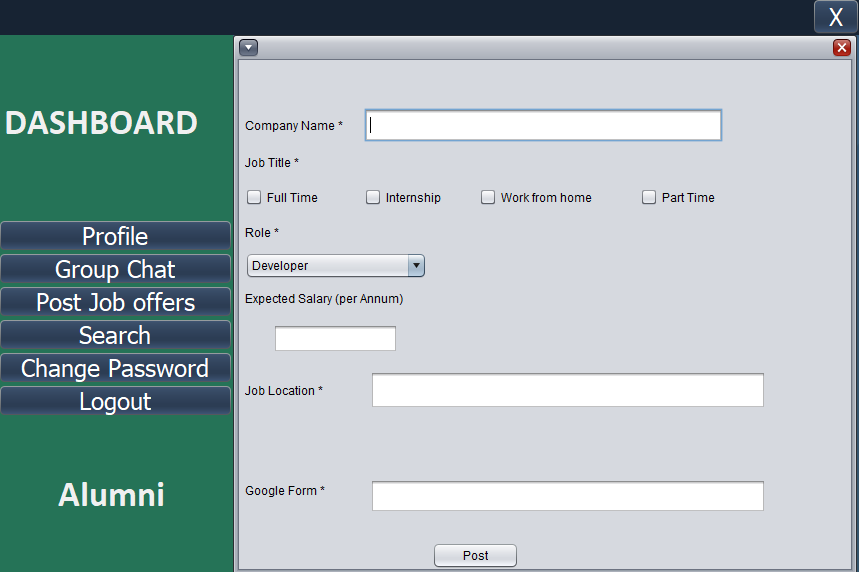 X
DASHBOARD
Profile
Group Chat
Post Job offers
Search
Change Password
Logout
Alumni
Company Name *
Job Title *
Full Time Internship Work from home Part Time
Role *
Developer
Expected Salary (per Annum)
Job Location *
Google Form *
Post